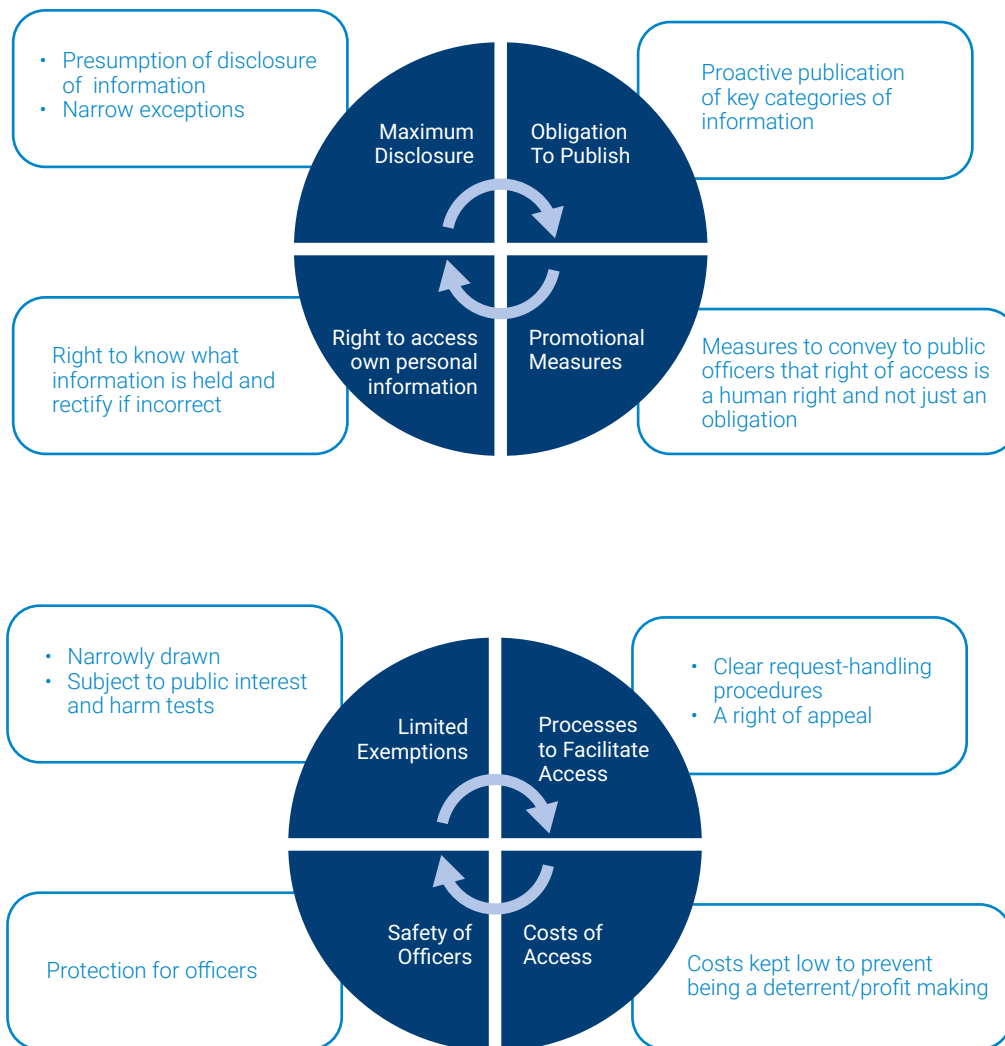 • Presumption of disclosure
of information
• Narrow exceptions
Maximum
Disclosure
Obligation
To Publish
Proactive publication
of key categories of
information
Right to know what
information is held and
rectify if incorrect
Right to access
own personal
information
Promotional
Measures
Measures to convey to public
officers that right of access is
a human right and not just an
obligation
• Narrowly drawn
• Subject to public interest
and harm tests
Limited
Exemptions
Processes
to Facilitate
Access
• Clear request-handling
procedures
• A right of appeal
Protection for officers
Safety of
Officers
Costs of
Access
Costs kept low to prevent
being a deterrent/profit making